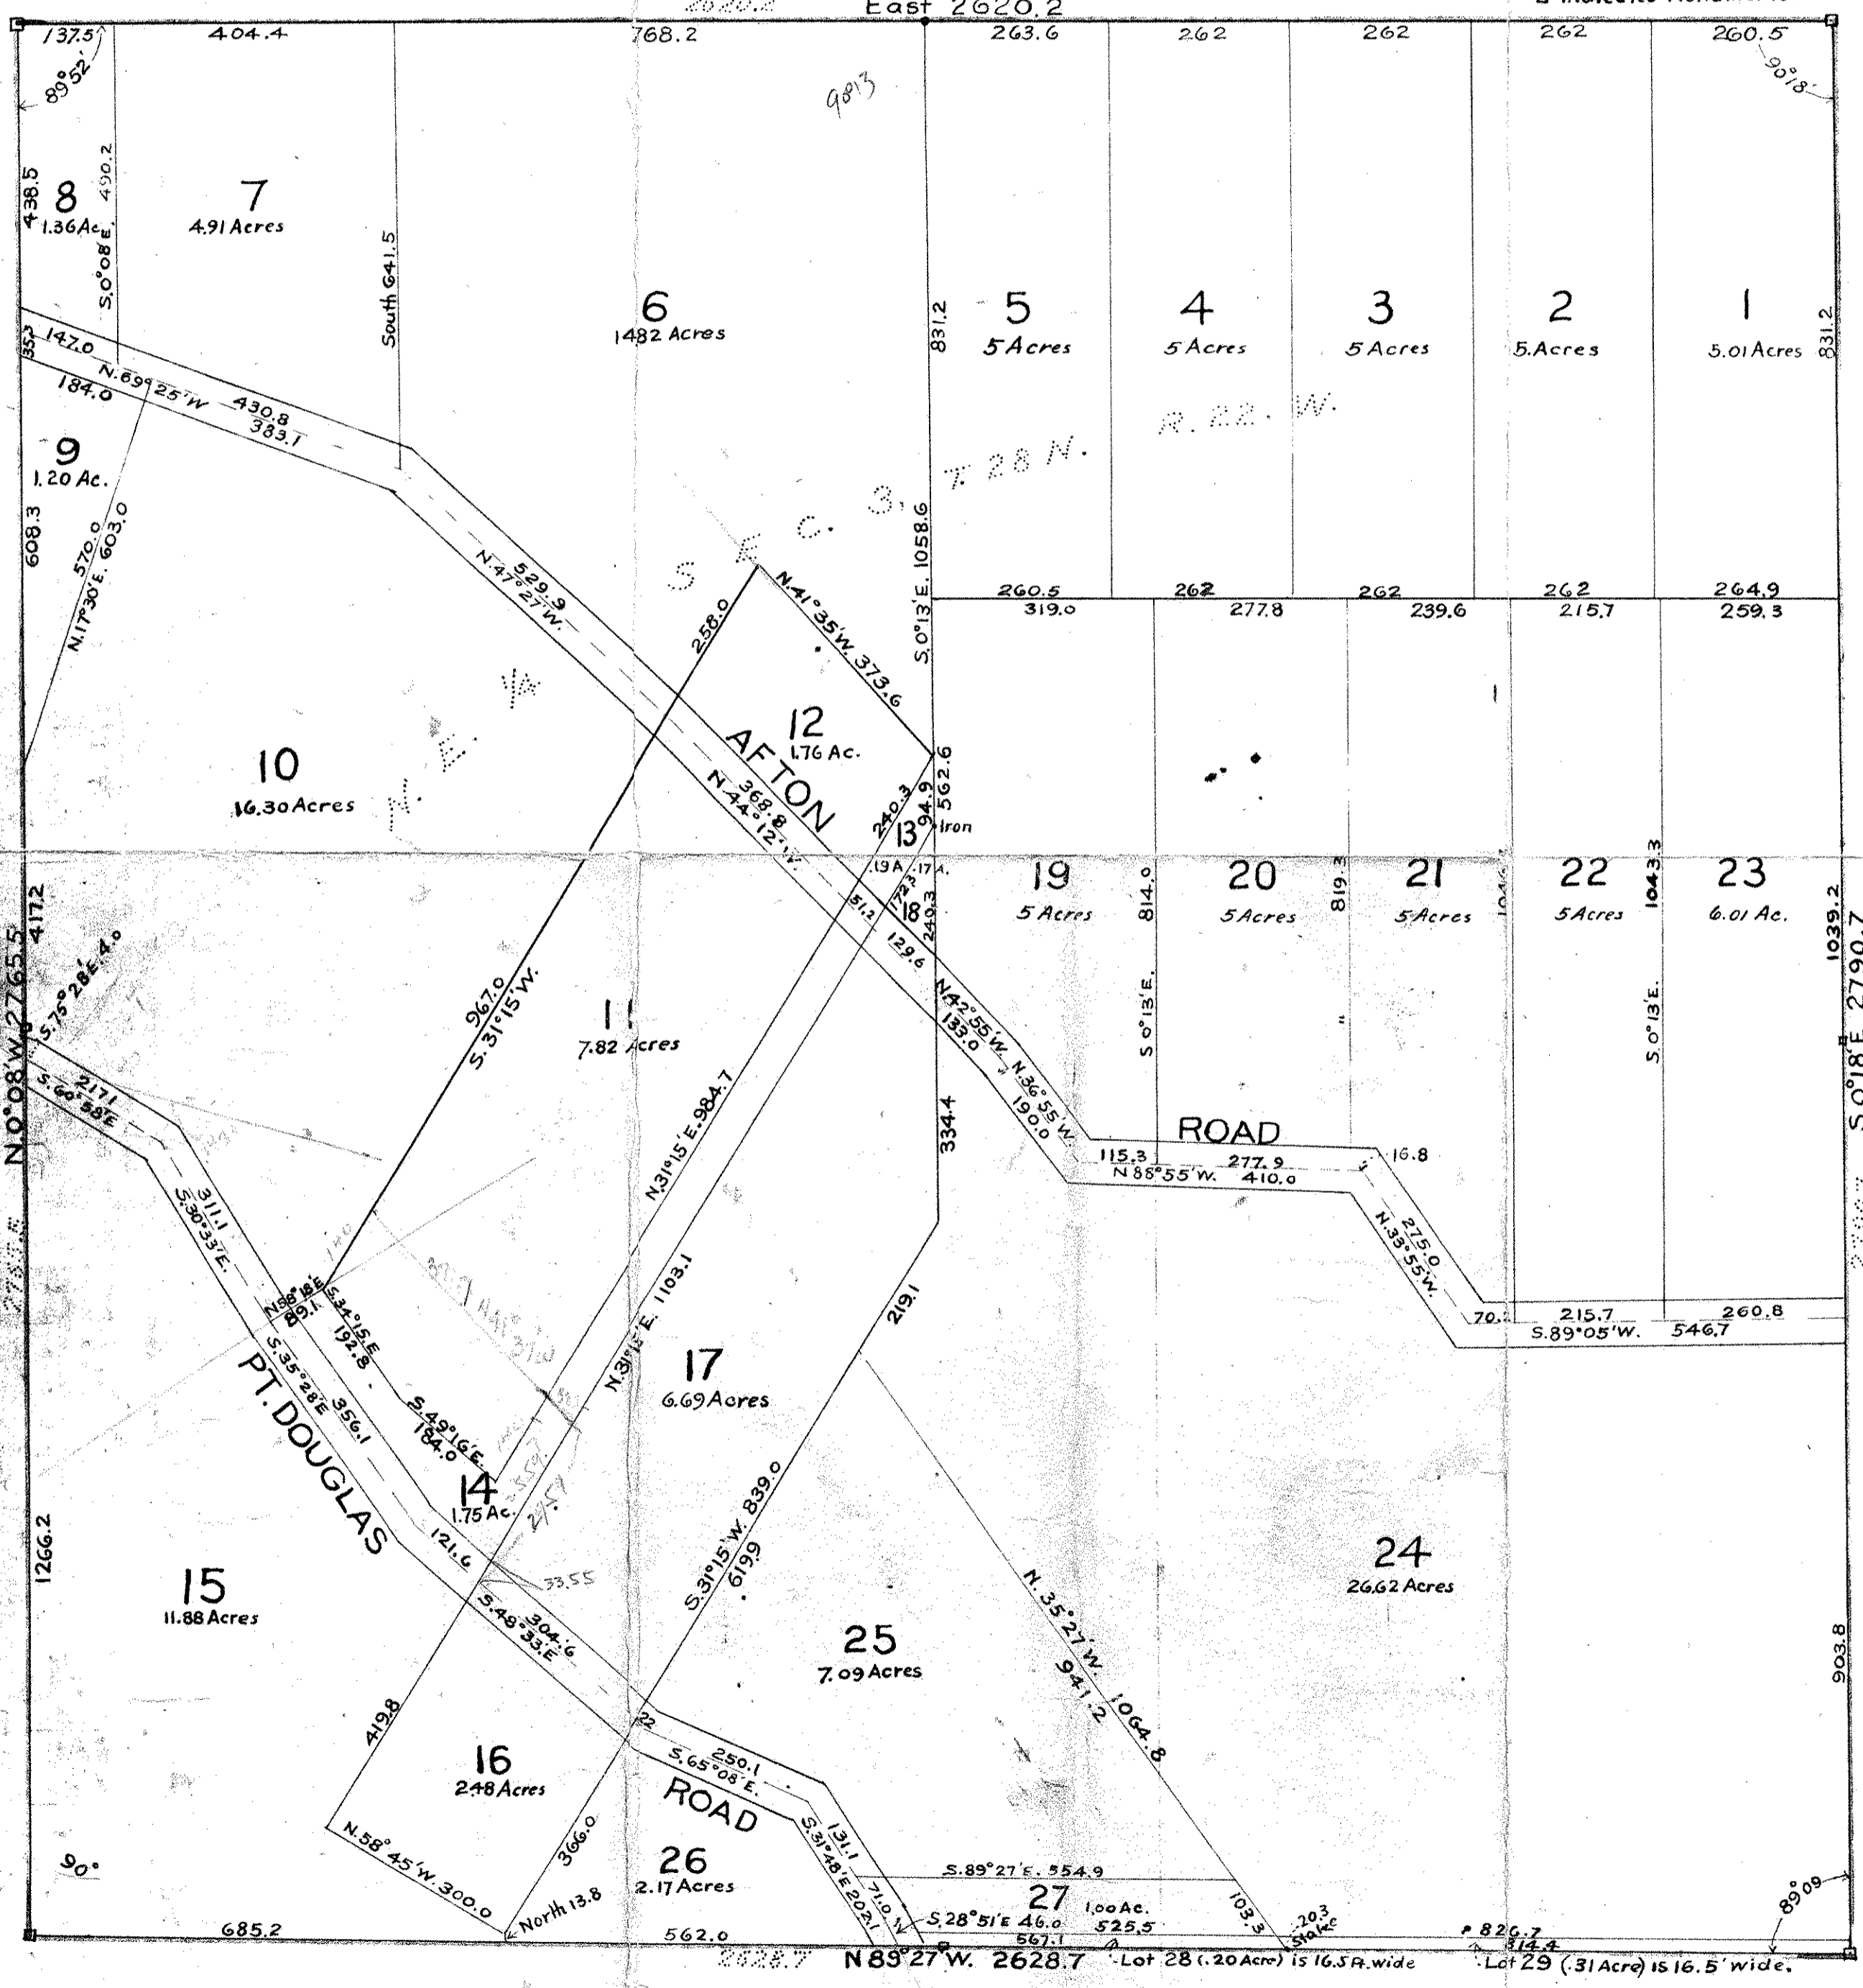 East 2620.2
137.5 404.4 768.2 263.6 262 262 262 260.5
89°52'
90°18'
9813
438.5
8
1.36 Ac.
S.0°08'E. 490.2
7
4.91 Acres
South 641.5
6
1482 Acres
831.2
5
5 Acres
4
5 Acres
3
5 Acres
2
5.Acres
1
5.01 Acres
831.2
35.3
147.0
N.69°25'W
184.0
430.8
383.1
9
1.20 Ac.
608.3
570.0
N.17°30'E. 603.0
N. E. 1/4 SEC. 3, T. 28 N. R. 22. W.
529.9
N.47°27'W.
258.0
N.41°35'W. 373.6
S.0°13'E. 1058.6
260.5 262 262 262 264.9
319.0 277.8 239.6 215.7 259.3
10
16.30 Acres
12
1.76 Ac.
AFTON
368.8
N.44°12'W.
240.3
94.9
562.6
Iron
13
.19 A
.17 A.
172.3
18
240.3
51.2
129.6
19
5 Acres
814.0
S.0°13'E.
20
5 Acres
819.3
"
21
5 Acres
22
5 Acres
1043.3
S.0°13'E.
23
6.01 Ac.
1039.2
S.0°18'E 2790.7
417.2
N.0°08'W. 2765.5
S.75°28'E. 4.0
967.0
S.31°15'W.
11
7.82 Acres
N.42°55'W.
133.0
N.36°55'W.
190.0
334.4
217.1
S.60°58'E
N.31°15'E. 984.7
ROAD
115.3 277.9
N 88°55'W. 410.0
16.8
311.1
S.30°33'E.
275.0
N.33°55'W.
N58°18'E
89.1
S.34°15'E
192.8
N.31°15'E. 1103.1
219.1
70.2 215.7 260.8
S.89°05'W. 546.7
PT. DOUGLAS
S.35°28'E
356.1
S.49°16'E.
184.0
17
6.69 Acres
14
1.75 Ac.
27.59
1266.2
121.6
33.55
S.31°15'W. 839.0
619.9
24
26.62 Acres
15
11.88 Acres
304.6
S.48°33'E
N.35°27'W.
941.2
1064.8
25
7.09 Acres
903.8
419.8
22
16
2.48 Acres
250.1
S.65°08'E.
ROAD
N.58°45'W. 300.0
366.0
26
2.17 Acres
131.1
S.31°48'E 202.1
71.0
S.89°27'E. 554.9
27
1.00 Ac.
103.3
90°
North 13.8
S.28°51'E 46.0
525.5
20.3
Stake
826.7
89°09
685.2
562.0
567.1
314.4
2628.7
N 89°27'W. 2628.7
Lot 28 (.20 Acre) is 16.5 ft. wide
Lot 29 (.31 Acre) is 16.5' wide.